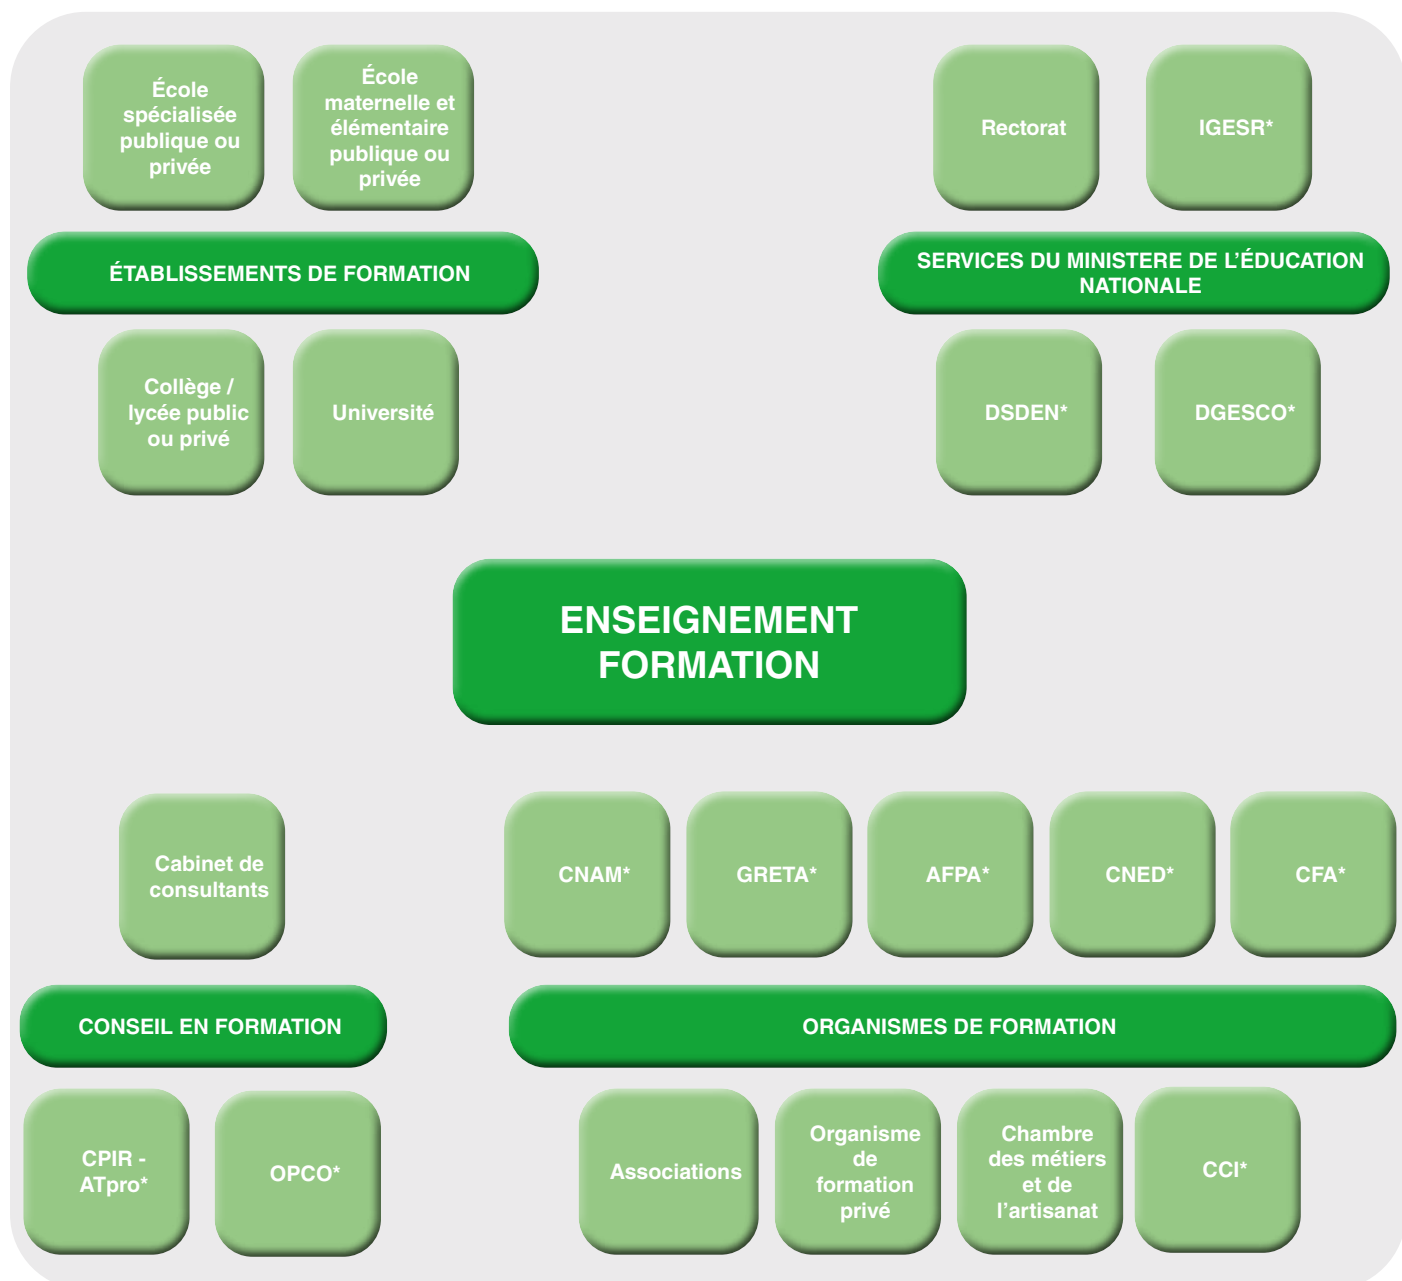 École
spécialisée
publique ou
privée
École
maternelle et
élémentaire
publique ou
privée
Rectorat
IGESR*
ÉTABLISSEMENTS DE FORMATION
SERVICES DU MINISTERE DE L’ÉDUCATION
NATIONALE
Collège /
lycée public
ou privé
Université
DSDEN*
DGESCO*
ENSEIGNEMENT
FORMATION
Cabinet de
consultants
CNAM*
GRETA*
AFPA*
CNED*
CFA*
CONSEIL EN FORMATION
ORGANISMES DE FORMATION
CPIR -
ATpro*
OPCO*
Associations
Organisme
de
formation
privé
Chambre
des métiers
et de
l’artisanat
CCI*